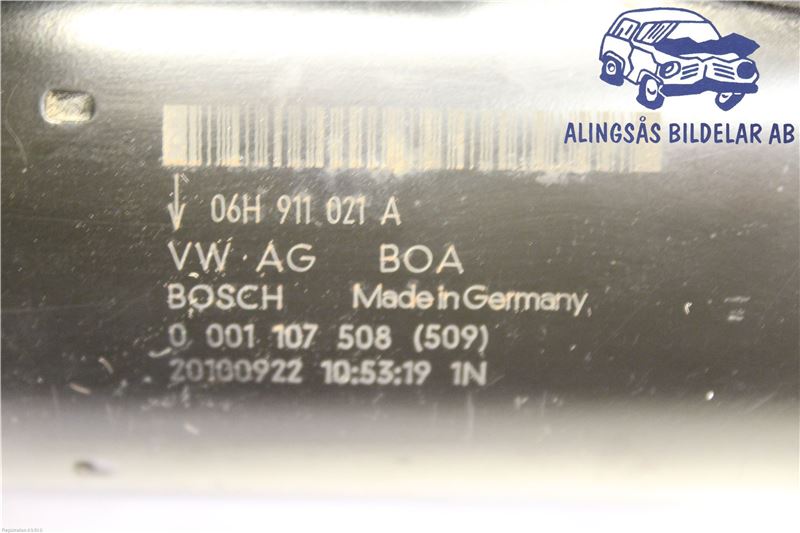 ALINGSÅS BILDELAR AB
06H 911 021 A
VW AG BOA
BOSCH Made in Germany
0 001 107 508 (509)
20100922 10:53:19 1N